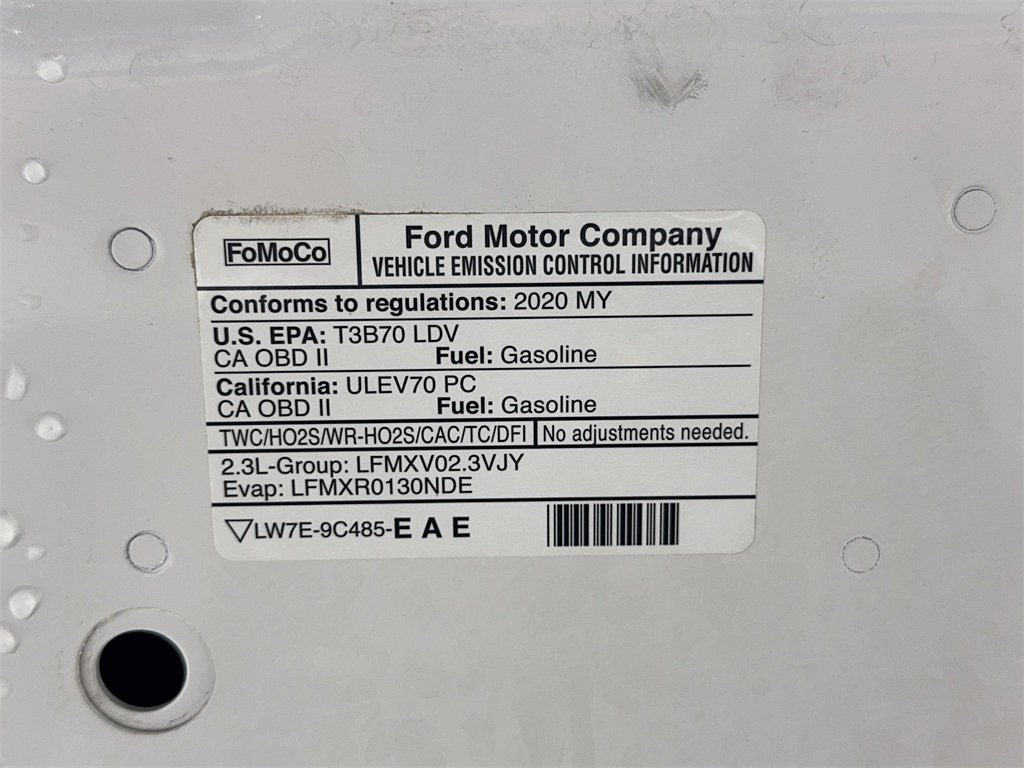 FoMoCo
Ford Motor Company
VEHICLE EMISSION CONTROL INFORMATION
Conforms to regulations: 2020 MY
U.S. EPA: T3B70 LDV
CA OBD II Fuel: Gasoline
California: ULEV70 PC
CA OBD II Fuel: Gasoline
TWC/HO2S/WR-HO2S/CAC/TC/DFI No adjustments needed.
2.3L-Group: LFMXV02.3VJY
Evap: LFMXR0130NDE
▽LW7E-9C485-E A E